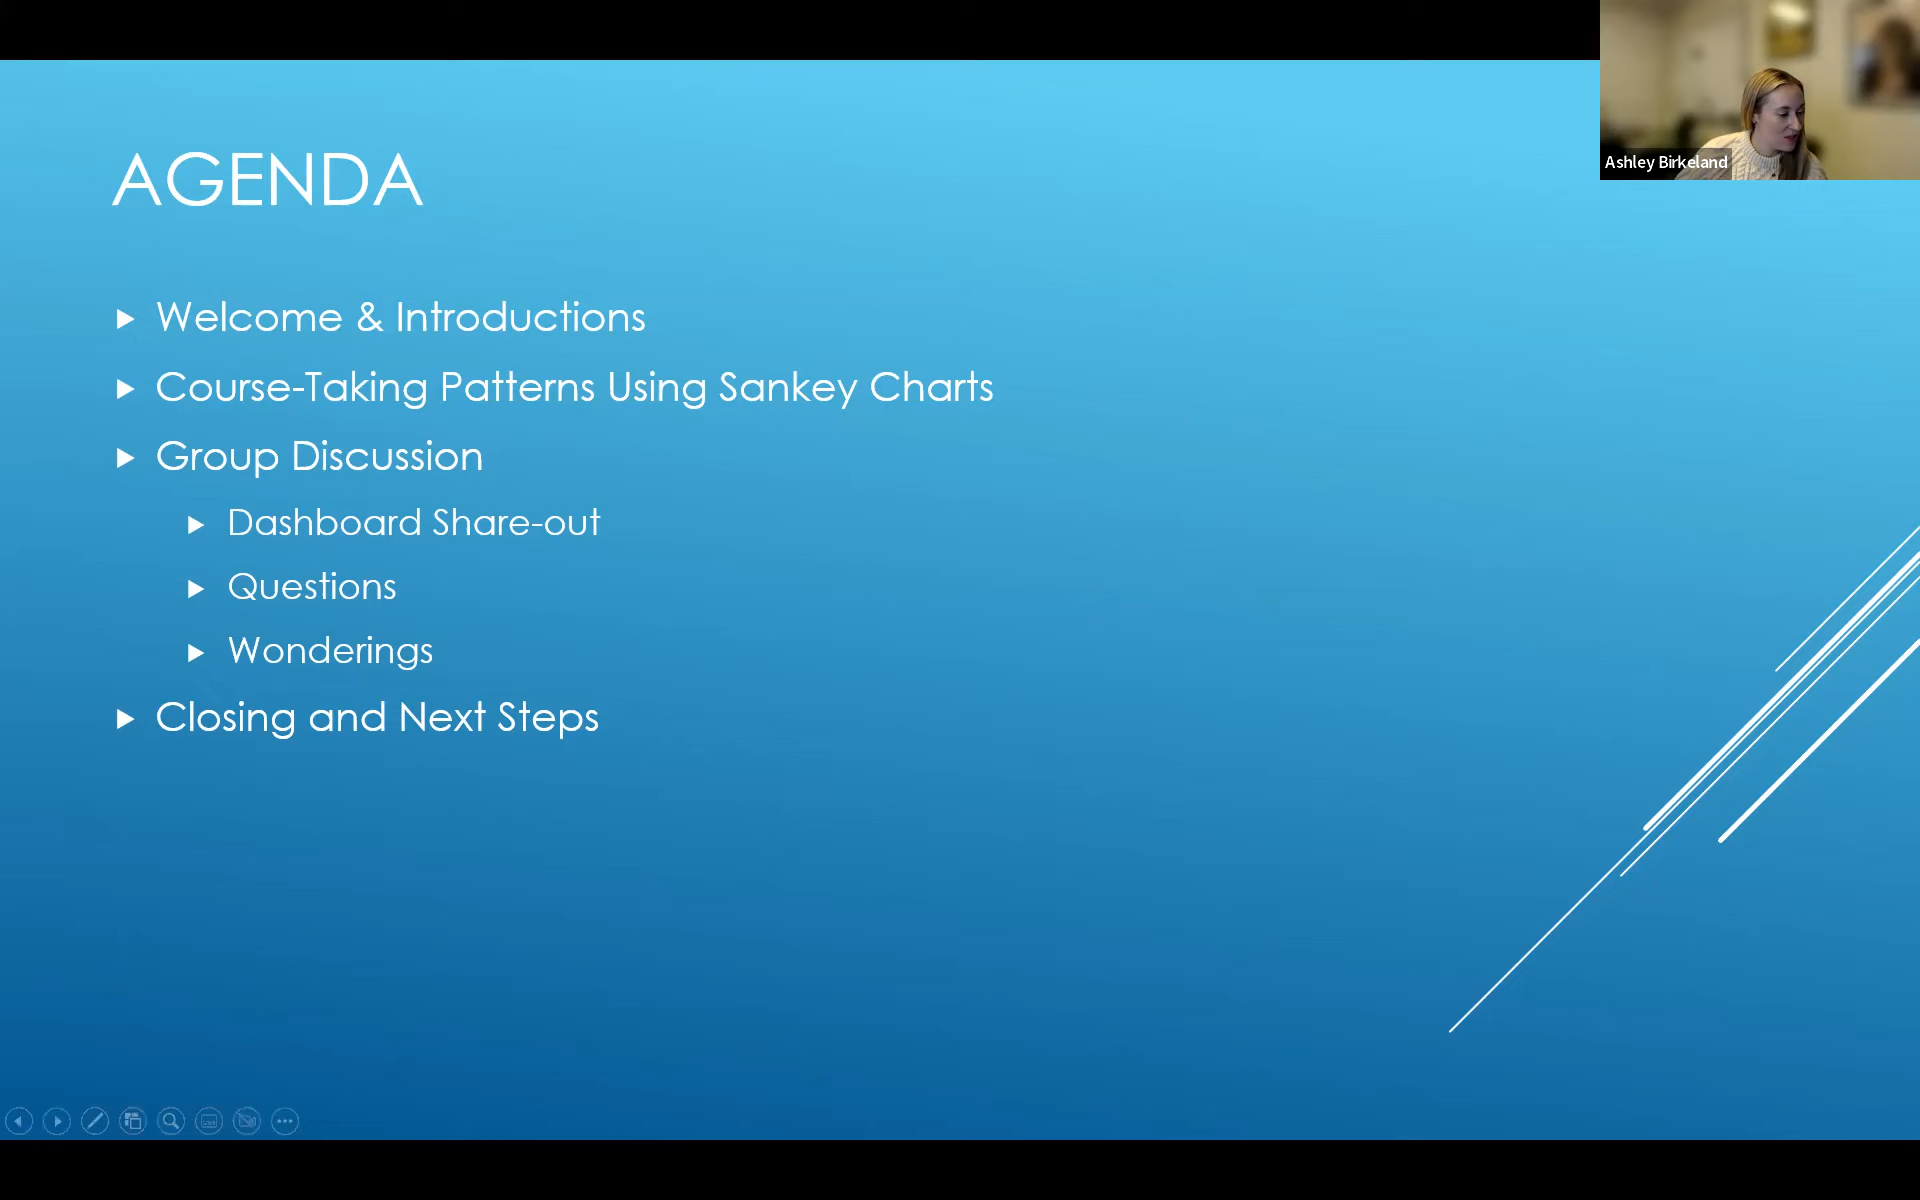 AGENDA
Welcome & Introductions
Course-Taking Patterns Using Sankey Charts
Group Discussion
Dashboard Share-out
Questions
Wonderings
Closing and Next Steps
Ashley Birkeland